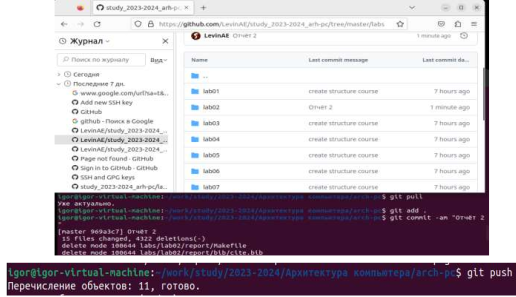 study_2023-2024_arh-pc
https://github.com/LevinAE/study_2023-2024_arh-pc/tree/master/labs
Журнал
LevinAE Отчёт 2
1 minute ago
Поиск по журналу
Вид
Name
Last commit message
Last commit da...
Сегодня
Последние 7 дн.
..
www.google.com/url?sa=t&...
lab01
create structure course
7 hours ago
Add new SSH key
GitHub
lab02
Отчёт 2
1 minute ago
github - Поиск в Google
LevinAE/study_2023-2024_...
lab03
create structure course
7 hours ago
LevinAE/study_2023-2024_...
lab04
create structure course
7 hours ago
LevinAE/study_2023-2024_...
Page not found · GitHub
lab05
create structure course
7 hours ago
Sign in to GitHub · GitHub
lab06
create structure course
7 hours ago
SSH and GPG keys
study_2023-2024_arh-pc/la...
lab07
create structure course
7 hours ago
igor@igor-virtual-machine:~/work/study/2023-2024/Архитектура компьютера/arch-pc$ git pull
Уже актуально.
igor@igor-virtual-machine:~/work/study/2023-2024/Архитектура компьютера/arch-pc$ git add .
igor@igor-virtual-machine:~/work/study/2023-2024/Архитектура компьютера/arch-pc$ git commit -am "Отчёт 2
"
[master 969a3c7] Отчёт 2
15 files changed, 4322 deletions(-)
delete mode 100644 labs/lab02/report/Makefile
delete mode 100644 labs/lab02/report/bib/cite.bib
igor@igor-virtual-machine:~/work/study/2023-2024/Архитектура компьютера/arch-pc$ git push
Перечисление объектов: 11, готово.